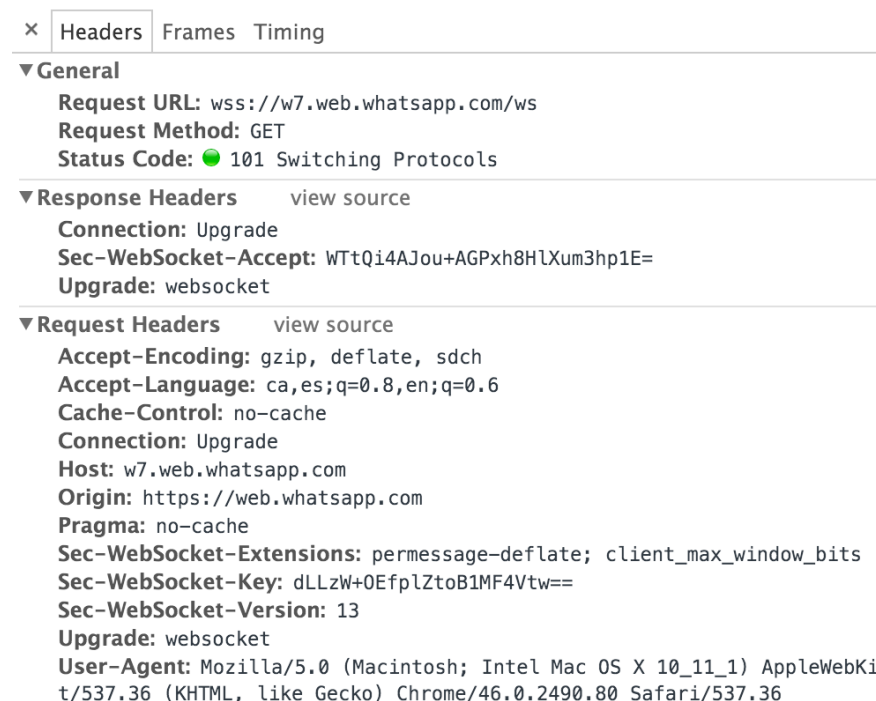 × Headers Frames Timing
▼General
Request URL: wss://w7.web.whatsapp.com/ws
Request Method: GET
Status Code: 101 Switching Protocols
▼Response Headers view source
Connection: Upgrade
Sec-WebSocket-Accept: WTtQi4AJou+AGPxh8HlXum3hp1E=
Upgrade: websocket
▼Request Headers view source
Accept-Encoding: gzip, deflate, sdch
Accept-Language: ca,es;q=0.8,en;q=0.6
Cache-Control: no-cache
Connection: Upgrade
Host: w7.web.whatsapp.com
Origin: https://web.whatsapp.com
Pragma: no-cache
Sec-WebSocket-Extensions: permessage-deflate; client_max_window_bits
Sec-WebSocket-Key: dLLzW+OEfplZtoB1MF4Vtw==
Sec-WebSocket-Version: 13
Upgrade: websocket
User-Agent: Mozilla/5.0 (Macintosh; Intel Mac OS X 10_11_1) AppleWebKi
t/537.36 (KHTML, like Gecko) Chrome/46.0.2490.80 Safari/537.36